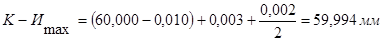 K − И_max = (60,000 − 0,010) + 0,003 + 0,002/2 = 59,994 мм